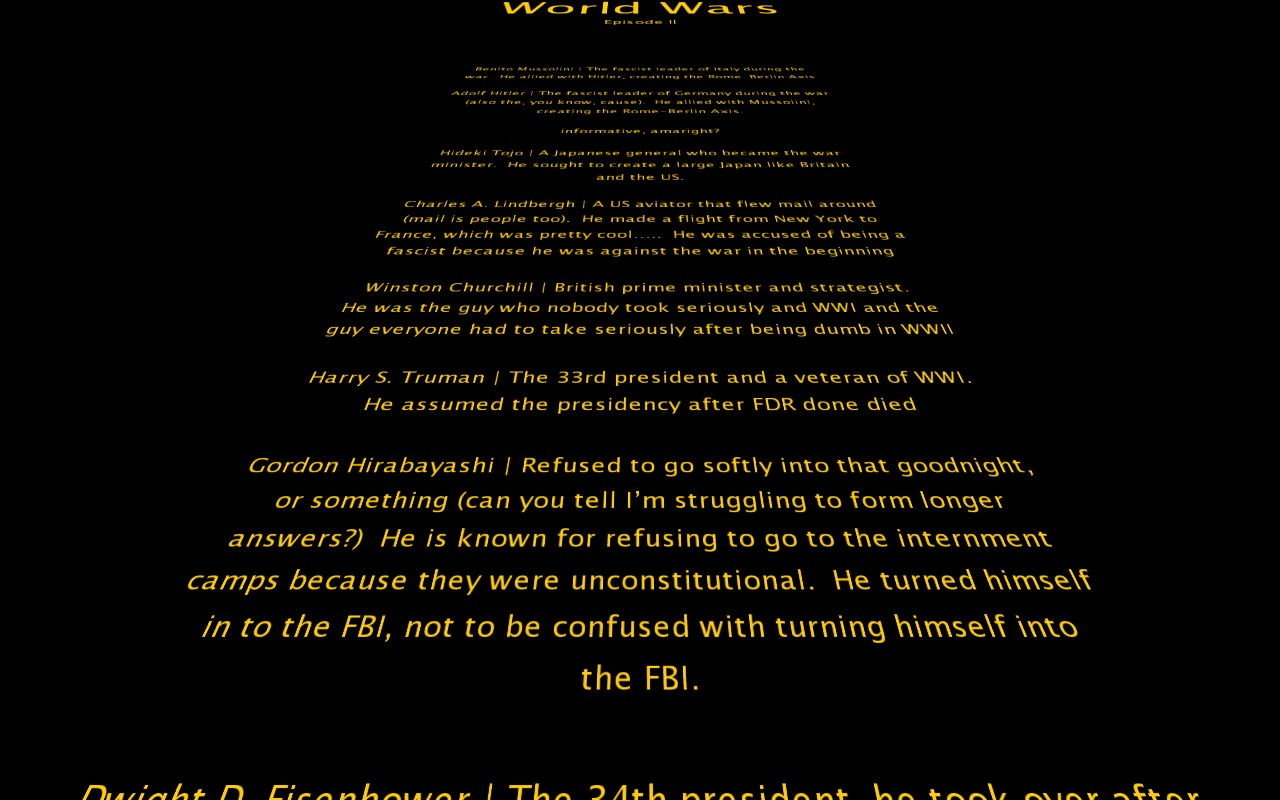 World Wars
Episode II
Benito Mussolini | The fascist leader of Italy during the
war.  He allied with Hitler, creating the Rome-Berlin Axis
Adolf Hitler | The fascist leader of Germany during the war
(also the, you know, cause).  He allied with Mussolini,
creating the Rome-Berlin Axis.
informative, amaright?
Hideki Tojo | A Japanese general who became the war
minister.  He sought to create a large Japan like Britain
and the US.
Charles A. Lindbergh | A US aviator that flew mail around
(mail is people too).  He made a flight from New York to
France, which was pretty cool.....  He was accused of being a
fascist because he was against the war in the beginning
Winston Churchill | British prime minister and strategist.
He was the guy who nobody took seriously and WWI and the
guy everyone had to take seriously after being dumb in WWII
Harry S. Truman | The 33rd president and a veteran of WWI.
He assumed the presidency after FDR done died
Gordon Hirabayashi | Refused to go softly into that goodnight,
or something (can you tell I'm struggling to form longer
answers?)  He is known for refusing to go to the internment
camps because they were unconstitutional.  He turned himself
in to the FBI, not to be confused with turning himself into
the FBI.
Dwight D. Eisenhower | The 34th president, he took over after